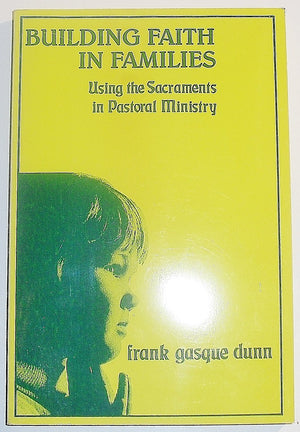 BUILDING FAITH
IN FAMILIES
Using the Sacraments
in Pastoral Ministry
frank gasque dunn